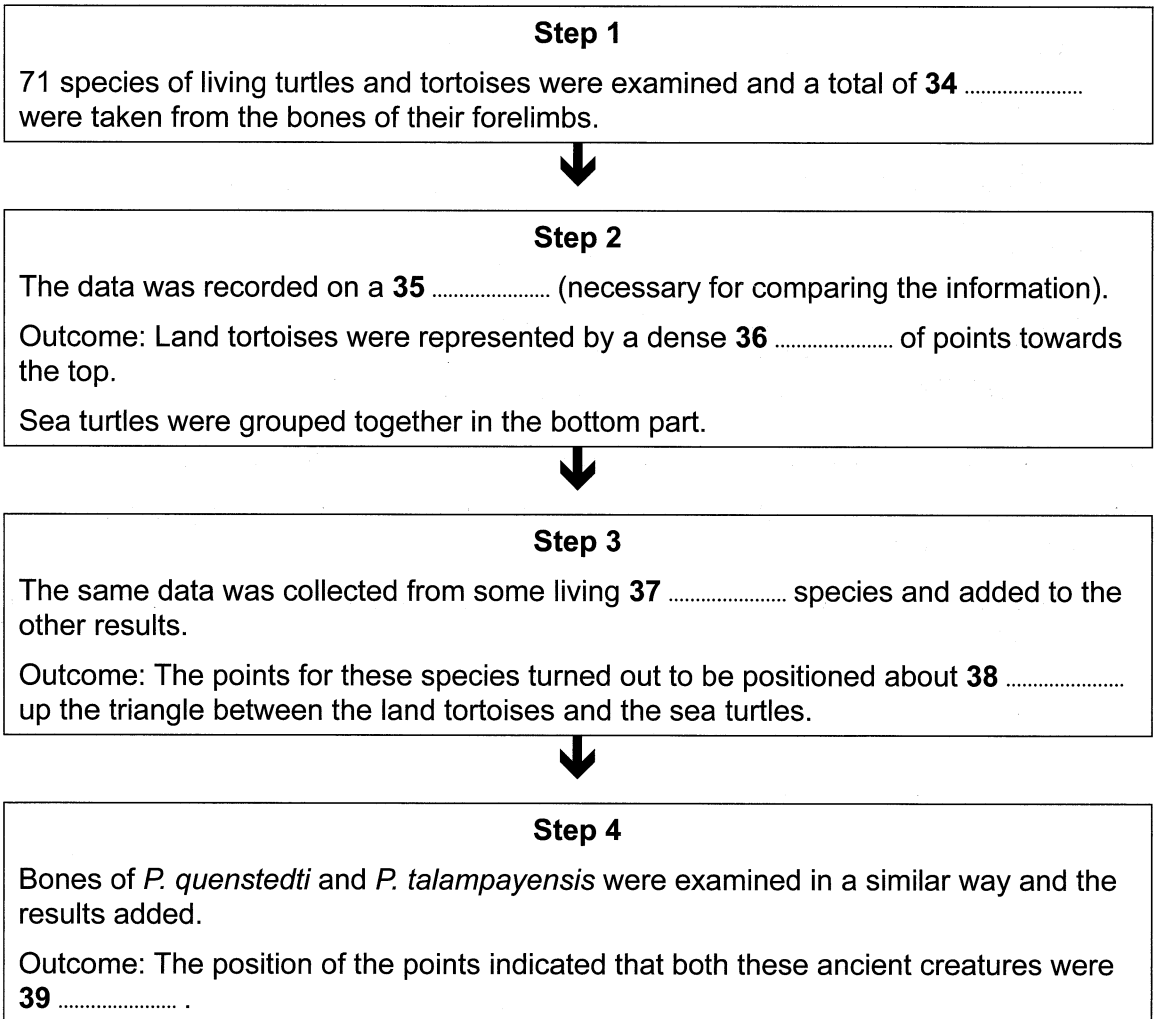 Step 1
71 species of living turtles and tortoises were examined and a total of 34 ......................
were taken from the bones of their forelimbs.
Step 2
The data was recorded on a 35 ...................... (necessary for comparing the information).
Outcome: Land tortoises were represented by a dense 36 ...................... of points towards
the top.
Sea turtles were grouped together in the bottom part.
Step 3
The same data was collected from some living 37 ...................... species and added to the
other results.
Outcome: The points for these species turned out to be positioned about 38 ......................
up the triangle between the land tortoises and the sea turtles.
Step 4
Bones of P. quenstedti and P. talampayensis were examined in a similar way and the
results added.
Outcome: The position of the points indicated that both these ancient creatures were
39 ...................... .